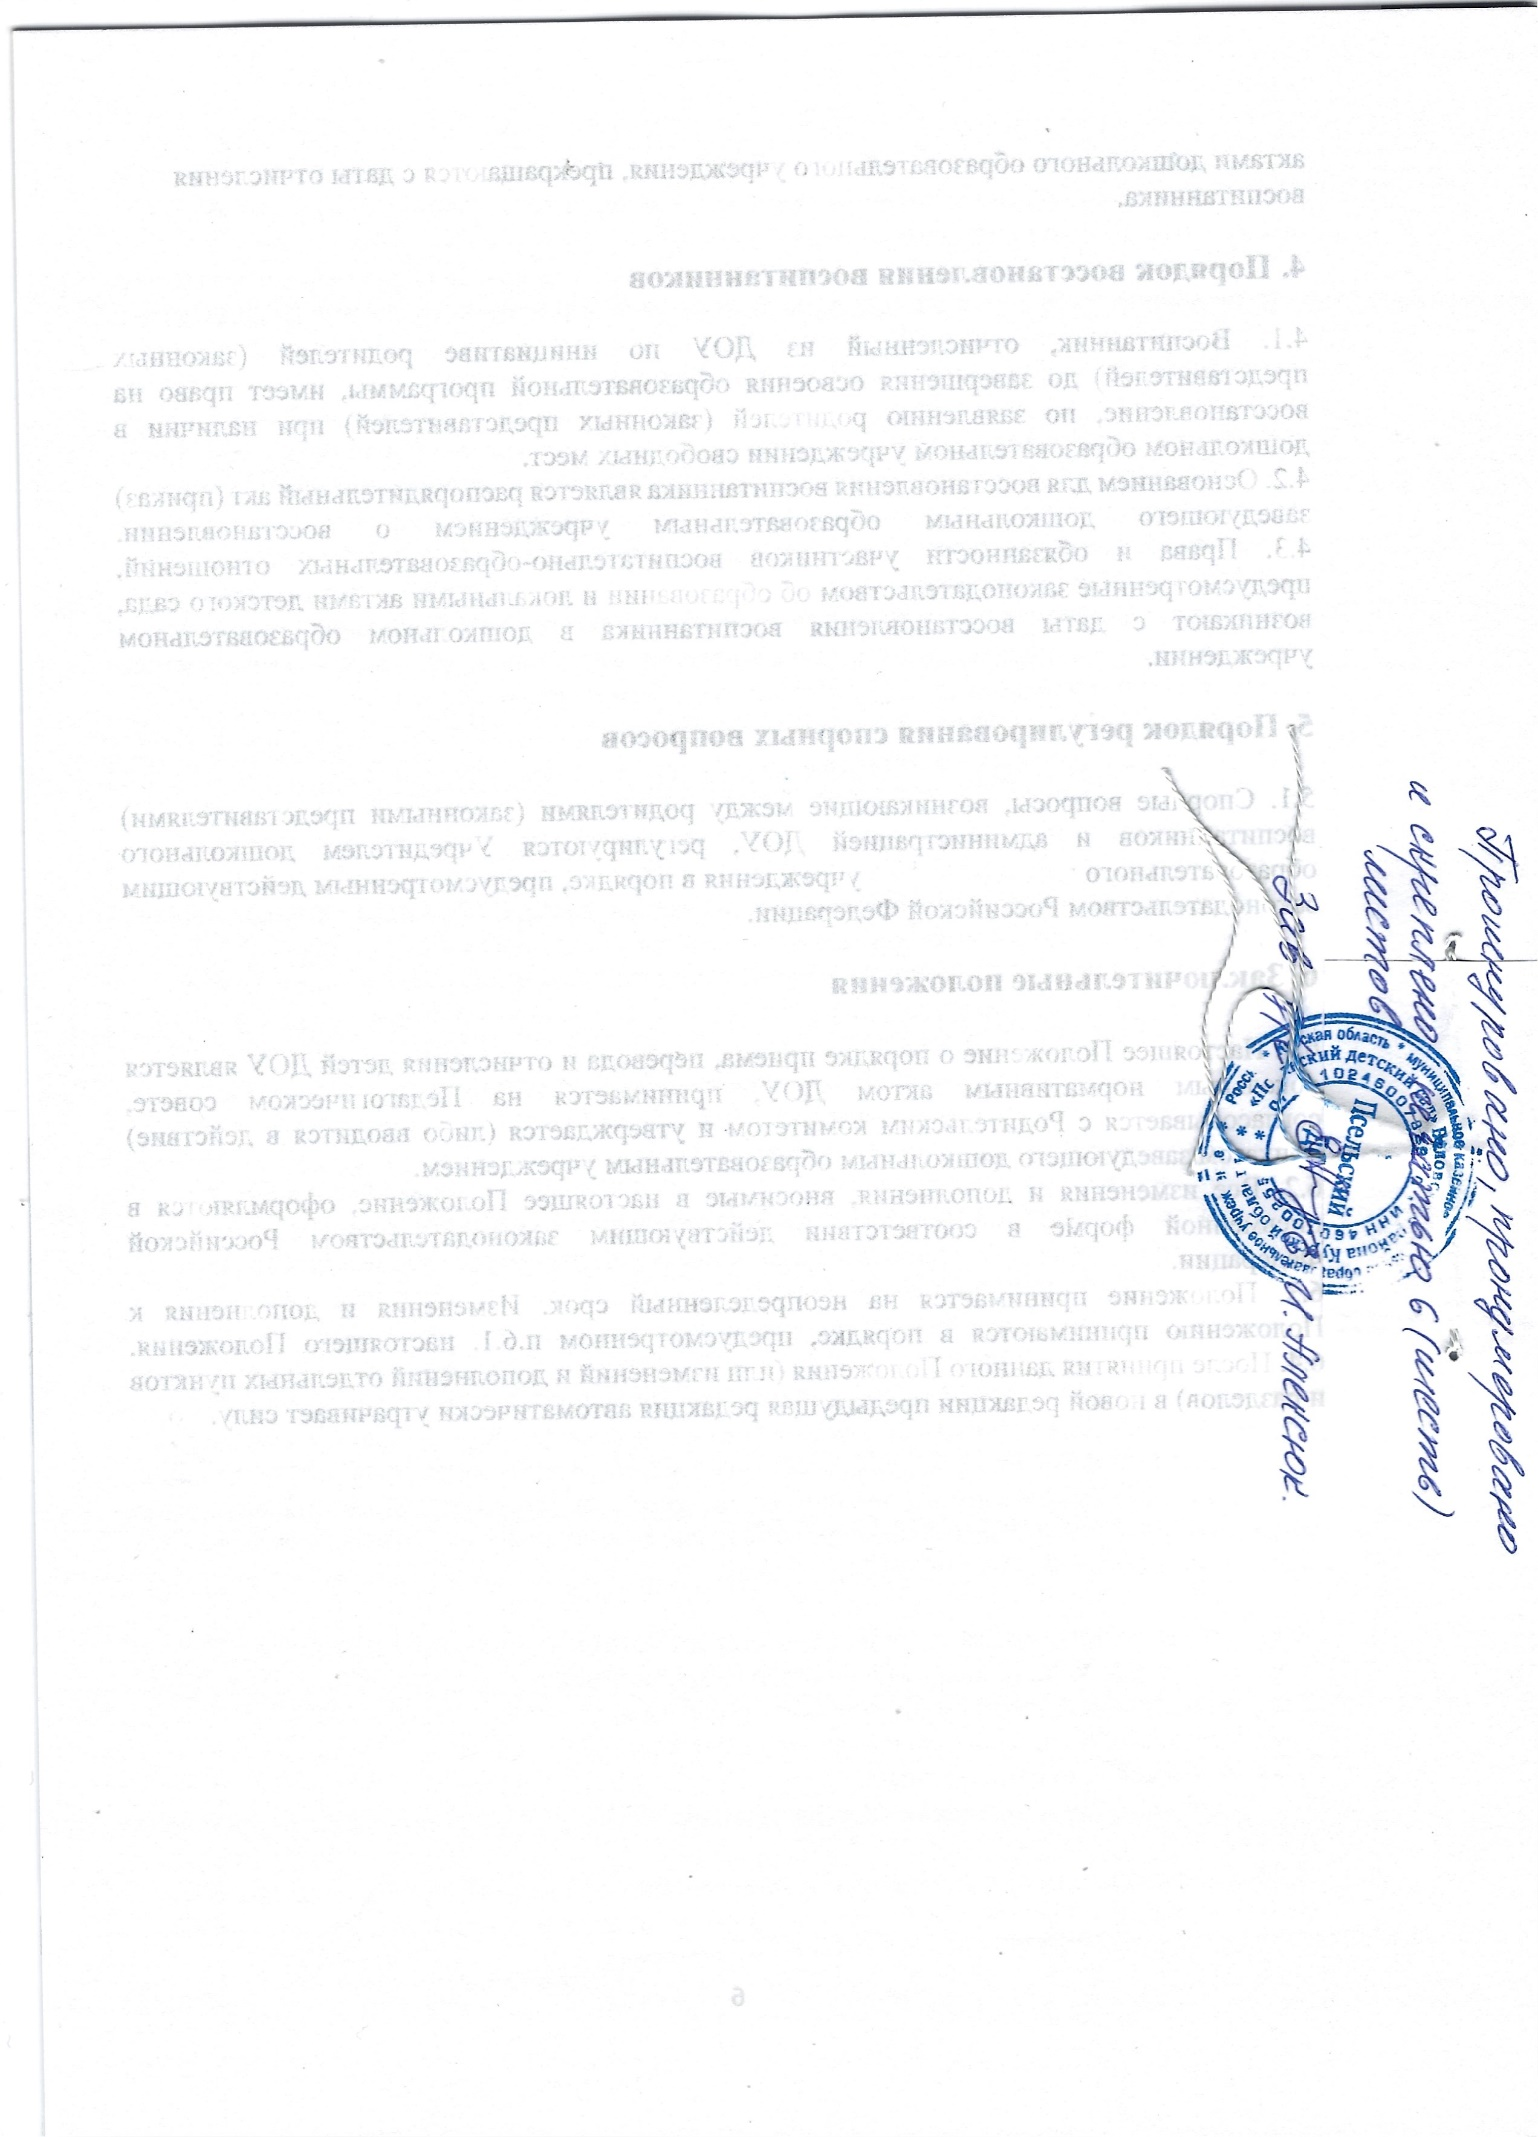 актами дошкольного образовательного учреждения, прекращаются с даты отчисления
воспитанника.
4. Порядок восстановления воспитанников
4.1. Воспитанник, отчисленный из ДОУ по инициативе родителей (законных
представителей) до завершения освоения образовательной программы, имеет право на
восстановление, по заявлению родителей (законных представителей) при наличии в
дошкольном образовательном учреждении свободных мест.
4.2. Основанием для восстановления воспитанника является распорядительный акт (приказ)
заведующего дошкольным образовательным учреждением о восстановлении.
4.3. Права и обязанности участников воспитательно-образовательных отношений,
предусмотренные законодательством об образовании и локальными актами детского сада,
возникают с даты восстановления воспитанника в дошкольном образовательном
учреждении.
5. Порядок регулирования спорных вопросов
5.1. Спорные вопросы, возникающие между родителями (законными представителями)
воспитанников и администрацией ДОУ, регулируются Учредителем дошкольного
образовательного учреждения в порядке, предусмотренным действующим
законодательством Российской Федерации.
6. Заключительные положения
Настоящее Положение о порядке приема, перевода и отчисления детей ДОУ является
нормативным актом ДОУ, принимается на Педагогическом совете,
согласовывается с Родительским комитетом и утверждается (либо вводится в действие)
заведующего дошкольным образовательным учреждением.
изменения и дополнения, вносимые в настоящее Положение, оформляются в
форме в соответствии действующим законодательством Российской
Федерации.
Положение принимается на неопределенный срок. Изменения и дополнения к
Положению принимаются в порядке, предусмотренном п.6.1. настоящего Положения.
После принятия данного Положения (или изменений и дополнений отдельных пунктов
и разделов) в новой редакции предыдущая редакция автоматически утрачивает силу.
6
Прошнуровано, пронумеровано
и скреплено печатью 6 (шесть)
листов
Зав И. Алексюк.
Псельский